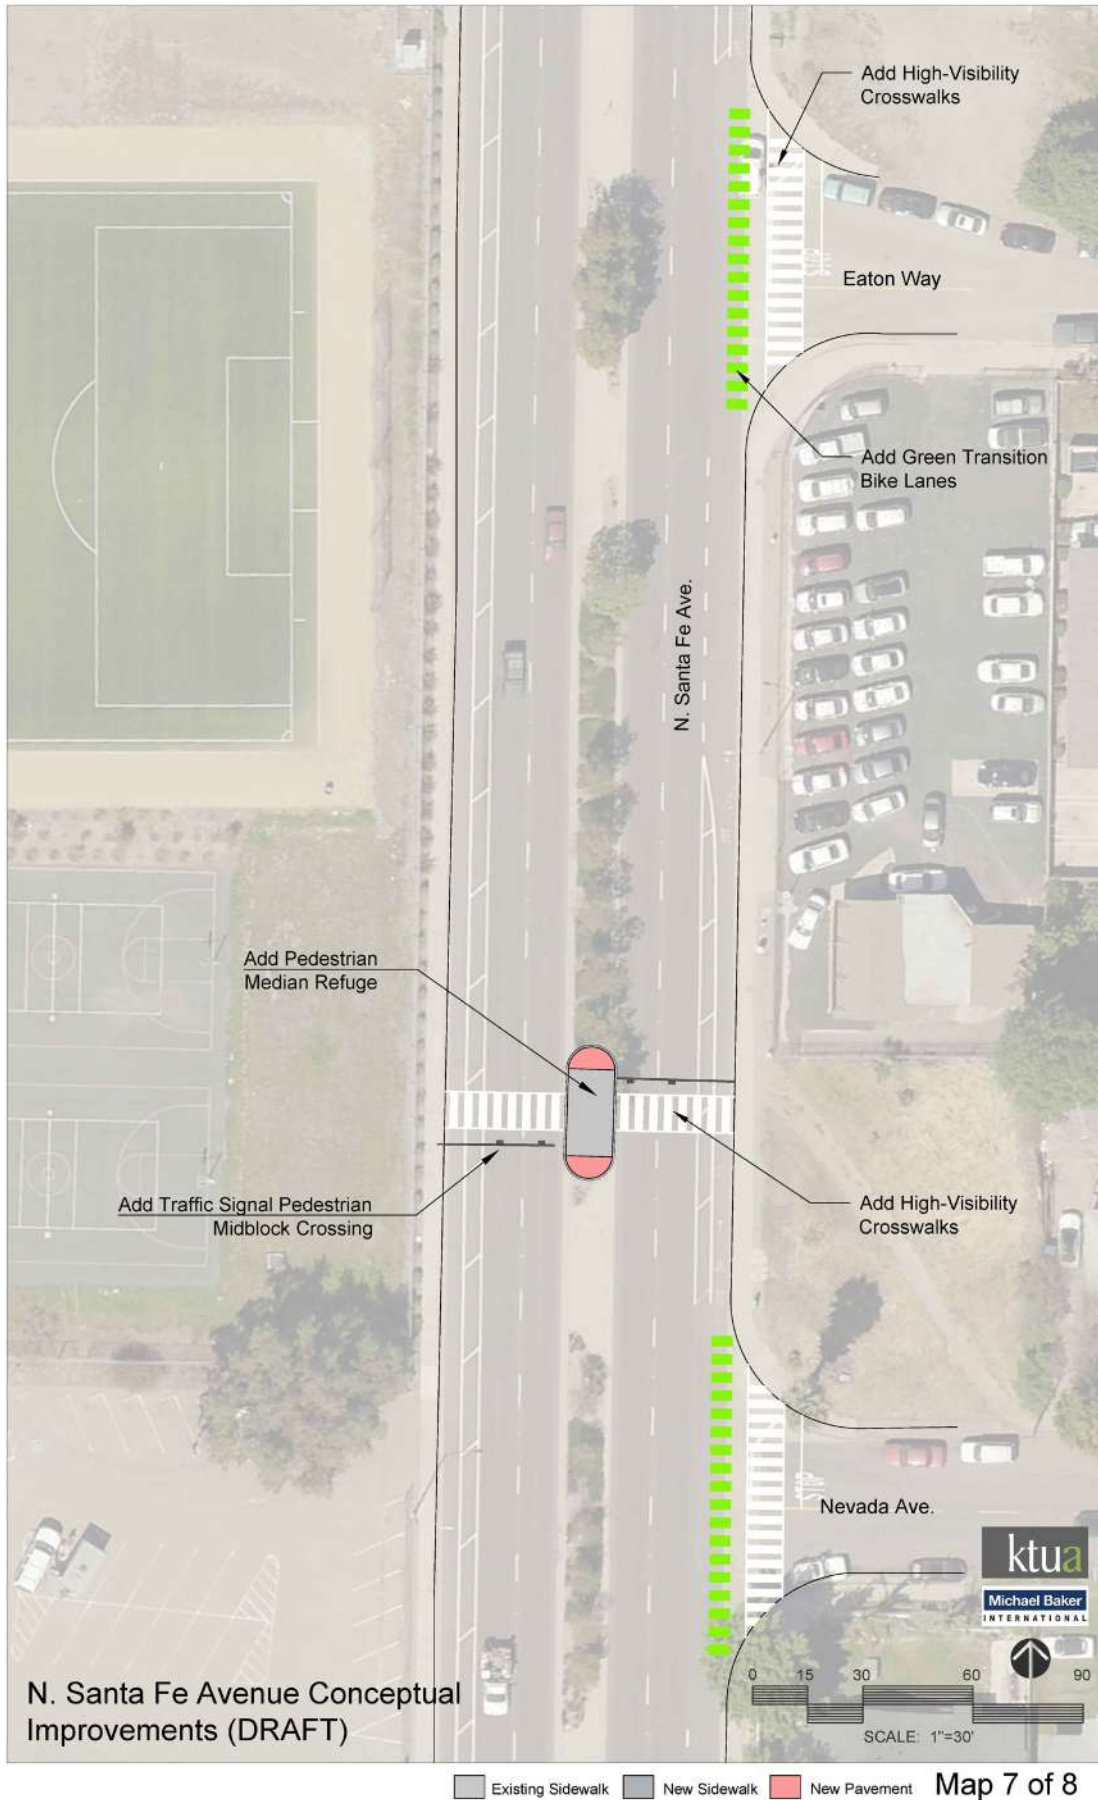 Add High-Visibility
Crosswalks
Eaton Way
Add Green Transition
Bike Lanes
N. Santa Fe Ave.
Add Pedestrian
Median Refuge
Add Traffic Signal Pedestrian
Midblock Crossing
Add High-Visibility
Crosswalks
STOP
Nevada Ave.
ktua
Michael Baker
INTERNATIONAL
0 15 30 60 90
SCALE: 1"=30'
N. Santa Fe Avenue Conceptual
Improvements (DRAFT)
Existing Sidewalk New Sidewalk New Pavement Map 7 of 8